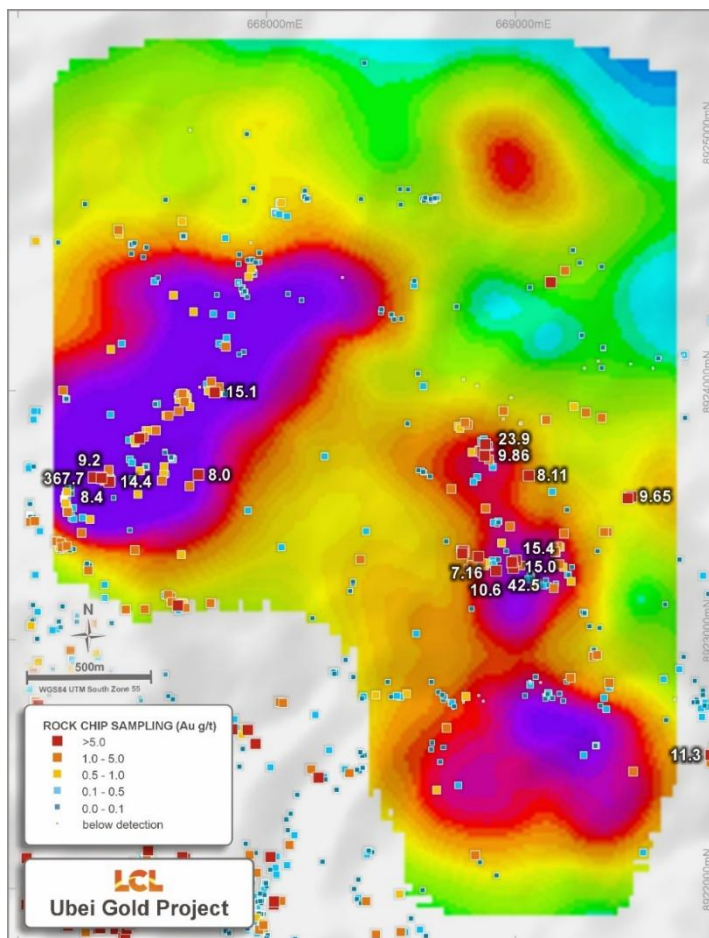 668000mE
669000mE
8925000mN
8924000mN
15.1
23.9
9.86
9.2
367.7
14.4
8.0
8.11
8.4
9.65
15.4
7.16
15.0
10.6
42.5
8923000mN
N
500m
WGS84 UTM South Zone 55
ROCK CHIP SAMPLING (Au g/t)
>5.0
1.0 - 5.0
0.5 - 1.0
0.1 - 0.5
0.0 - 0.1
below detection
11.3
8922000mN
LCL
Ubei Gold Project